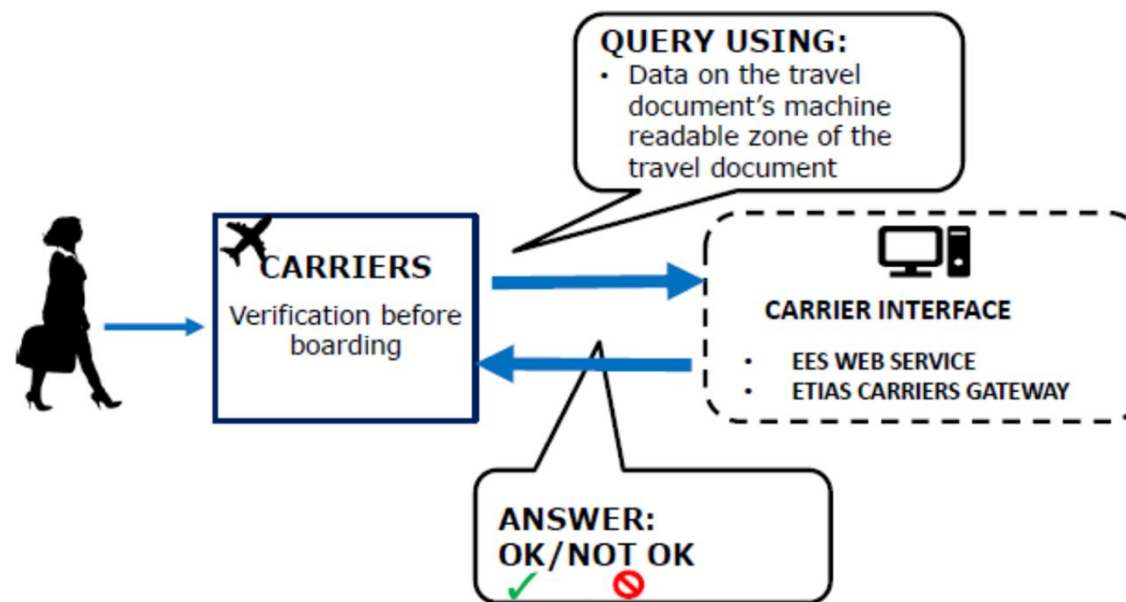 QUERY USING:
• Data on the travel
document's machine
readable zone of the
travel document
CARRIERS
Verification before
boarding
CARRIER INTERFACE
• EES WEB SERVICE
• ETIAS CARRIERS GATEWAY
ANSWER:
OK/NOT OK